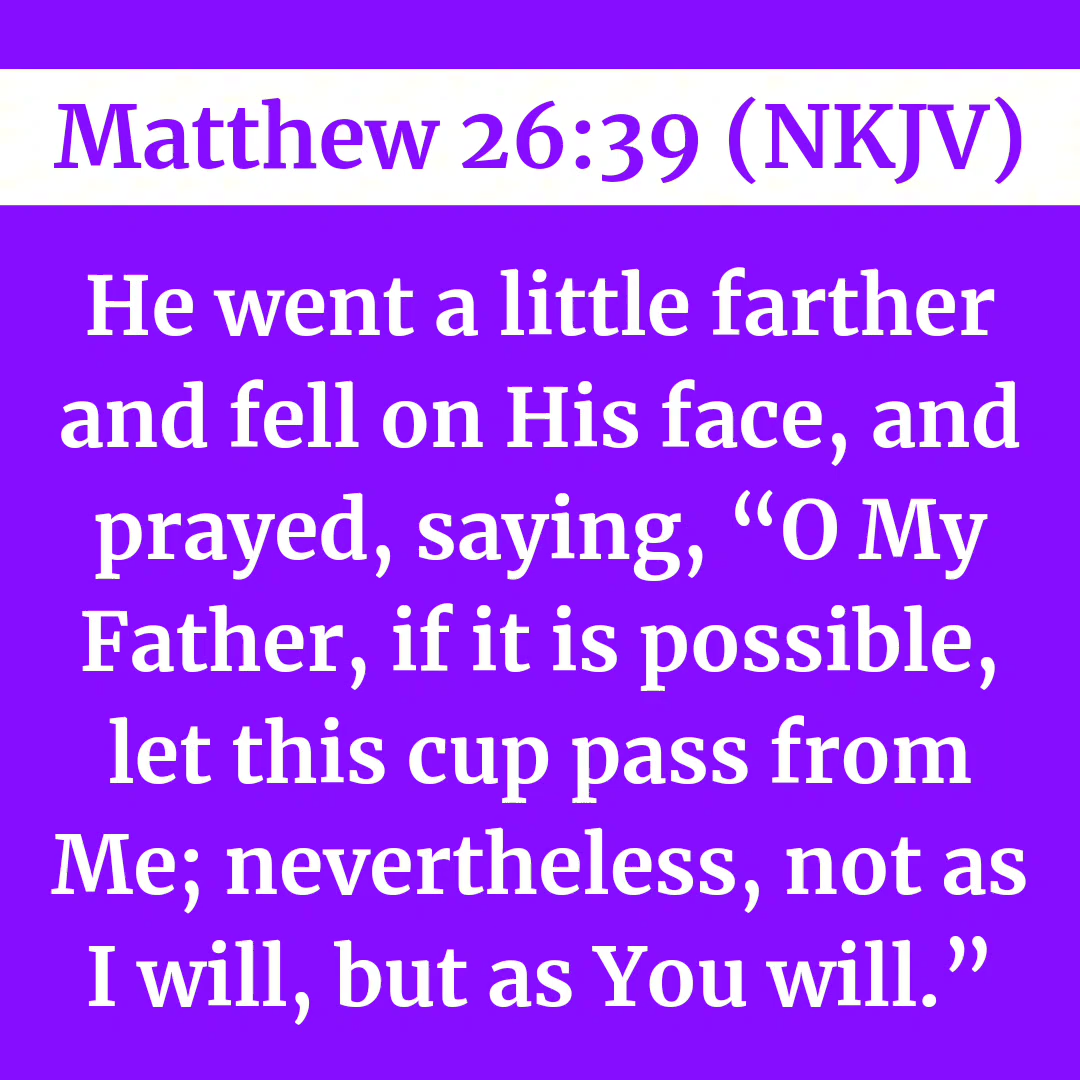 Matthew 26:39 (NKJV)
He went a little farther
and fell on His face, and
prayed, saying, “O My
Father, if it is possible,
let this cup pass from
Me; nevertheless, not as
I will, but as You will.”